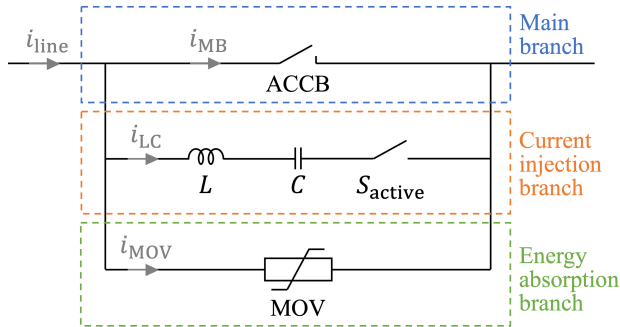 i_line
i_MB
ACCB
Main
branch
i_LC
L
C
S_active
Current
injection
branch
i_MOV
MOV
Energy
absorption
branch